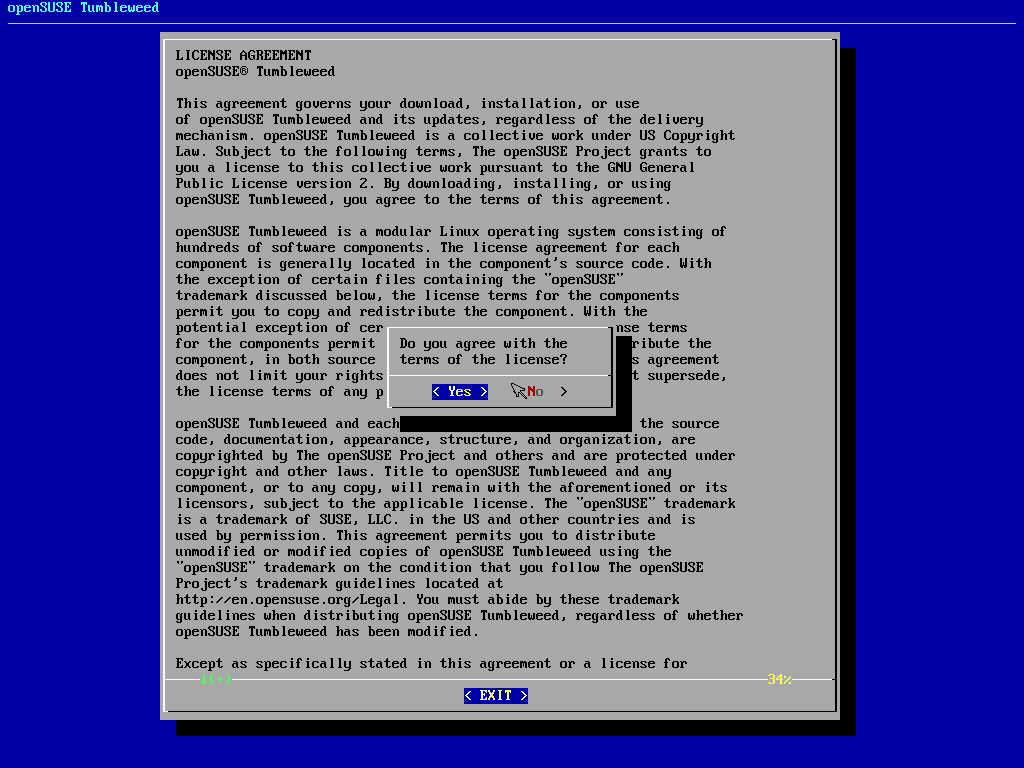 openSUSE Tumbleweed
LICENSE AGREEMENT
openSUSE® Tumbleweed
This agreement governs your download, installation, or use
of openSUSE Tumbleweed and its updates, regardless of the delivery
mechanism. openSUSE Tumbleweed is a collective work under US Copyright
Law. Subject to the following terms, The openSUSE Project grants to
you a license to this collective work pursuant to the GNU General
Public License version 2. By downloading, installing, or using
openSUSE Tumbleweed, you agree to the terms of this agreement.
openSUSE Tumbleweed is a modular Linux operating system consisting of
hundreds of software components. The license agreement for each
component is generally located in the component's source code. With
the exception of certain files containing the "openSUSE"
trademark discussed below, the license terms for the components
permit you to copy and redistribute the component. With the
potential exception of cer nse terms
for the components permit ribute the
component, in both source s agreement
does not limit your rights t supersede,
the license terms of any p
Do you agree with the
terms of the license?
< Yes > No >
openSUSE Tumbleweed and each the source
code, documentation, appearance, structure, and organization, are
copyrighted by The openSUSE Project and others and are protected under
copyright and other laws. Title to openSUSE Tumbleweed and any
component, or to any copy, will remain with the aforementioned or its
licensors, subject to the applicable license. The "openSUSE" trademark
is a trademark of SUSE, LLC. in the US and other countries and is
used by permission. This agreement permits you to distribute
unmodified or modified copies of openSUSE Tumbleweed using the
"openSUSE" trademark on the condition that you follow The openSUSE
Project's trademark guidelines located at
http://en.opensuse.org/Legal. You must abide by these trademark
guidelines when distributing openSUSE Tumbleweed, regardless of whether
openSUSE Tumbleweed has been modified.
Except as specifically stated in this agreement or a license for
↓(+) 34%
< EXIT >